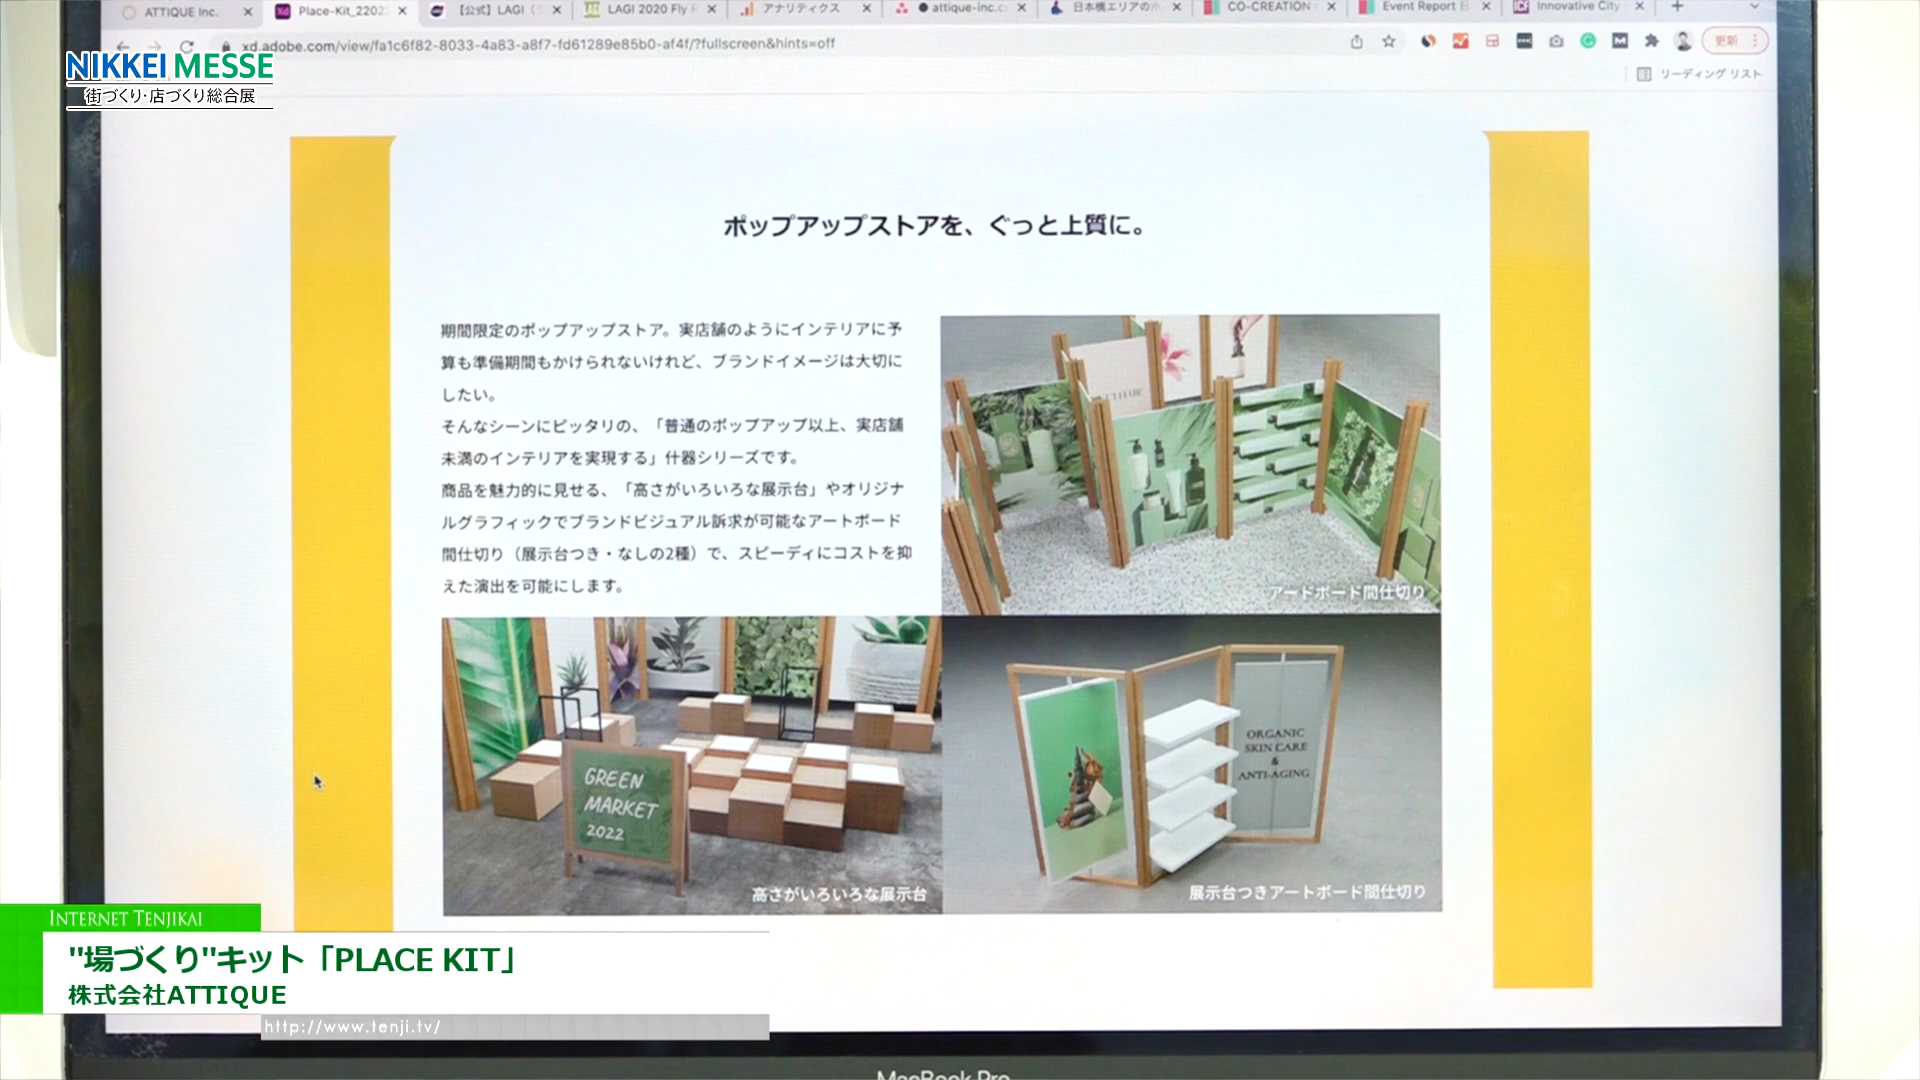 ATTIQUE Inc.
Place-Kit_2202
【公式】LAGI
LAGI 2020 Fly
アナリティクス
attique-inc.c
日本橋エリアのホ
CO-CREATION
Event Report
Innovative City
xd.adobe.com/view/fa1c6f82-8033-4a83-a8f7-fd61289e85b0-af4f/?fullscreen&hints=off
更新
リーディング リスト
NIKKEI MESSE
街づくり・店づくり総合展
ポップアップストアを、ぐっと上質に。
期間限定のポップアップストア。実店舗のようにインテリアに予
算も準備期間もかけられないけれど、ブランドイメージは大切に
したい。
そんなシーンにピッタリの、「普通のポップアップ以上、実店舗
未満のインテリアを実現する」什器シリーズです。
商品を魅力的に見せる、「高さがいろいろな展示台」やオリジナ
ルグラフィックでブランドビジュアル訴求が可能なアートボード
間仕切り（展示台つき・なしの2種）で、スピーディにコストを抑
えた演出を可能にします。
アードボード間仕切り
GREEN
MARKET
2022
高さがいろいろな展示台
ORGANIC
SKIN CARE
&
ANTI-AGING
展示台つきアートボード間仕切り
INTERNET TENJIKAI
"場づくり"キット「PLACE KIT」
株式会社ATTIQUE
http://www.tenji.tv/
MacBook Pro